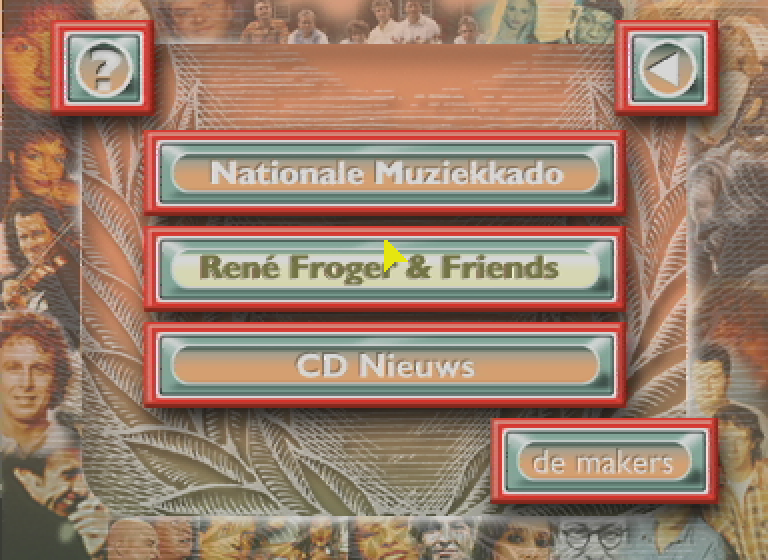 ?
Nationale Muziekkado
René Froger & Friends
CD Nieuws
de makers